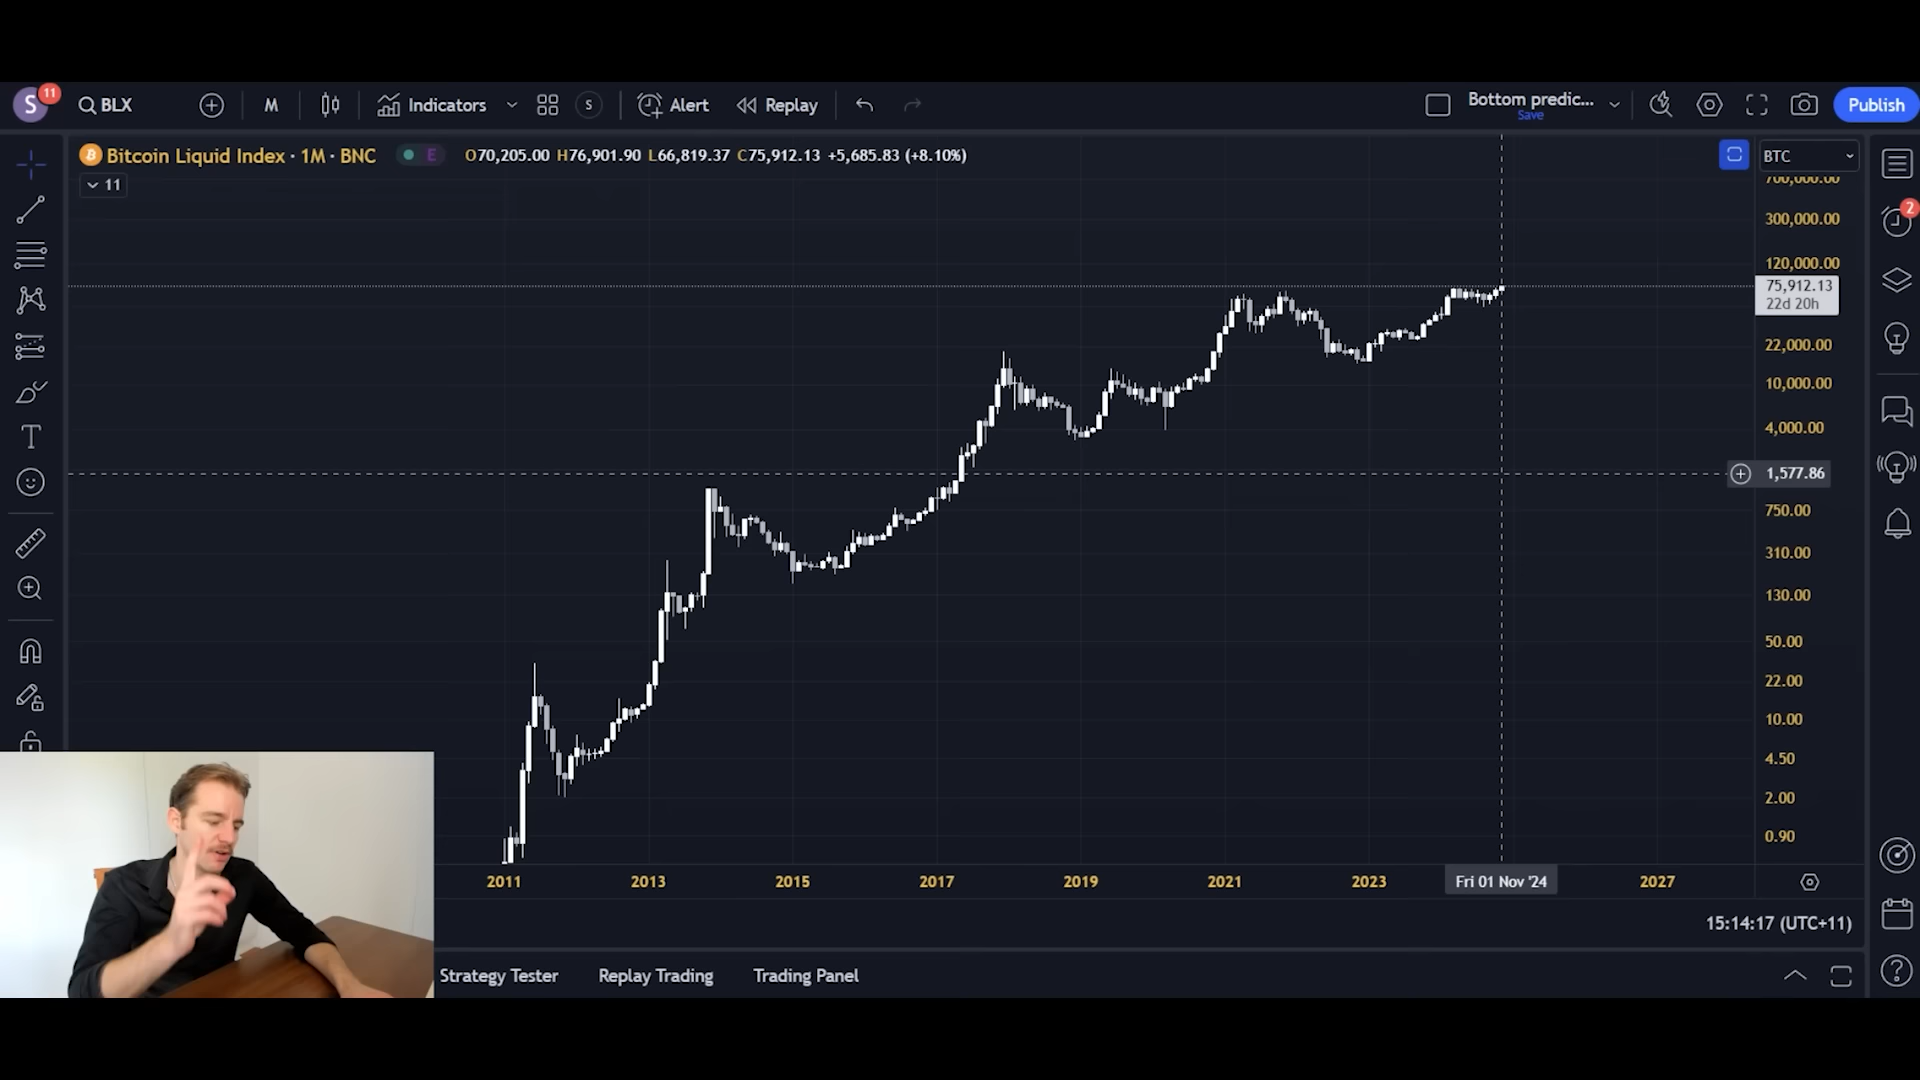 S 11 BLX M Indicators S Alert Replay Bottom predic... Publish
Save
Bitcoin Liquid Index · 1M · BNC E O70,205.00 H76,901.90 L66,819.37 C75,912.13 +5,685.83 (+8.10%) BTC
11
700,000.00
2
300,000.00
120,000.00
75,912.13
22d 20h
22,000.00
10,000.00
4,000.00
1,577.86
750.00
310.00
130.00
50.00
22.00
10.00
4.50
2.00
0.90
2011 2013 2015 2017 2019 2021 2023 Fri 01 Nov '24 2027
15:14:17 (UTC+11)
Strategy Tester Replay Trading Trading Panel